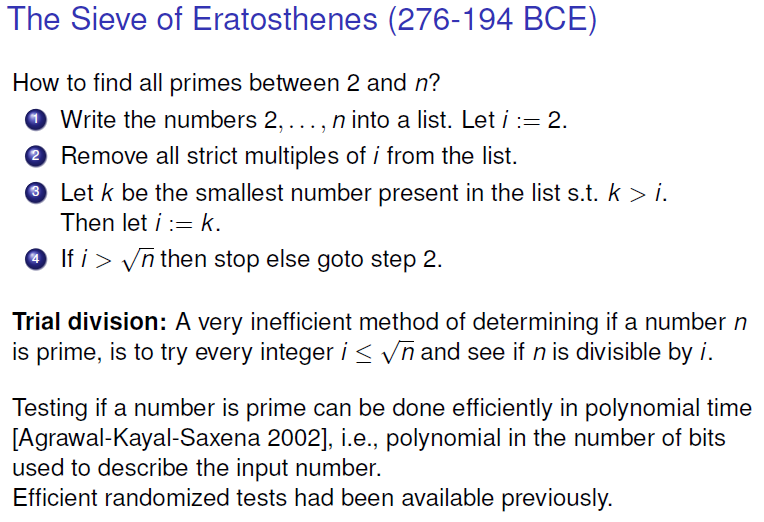 The Sieve of Eratosthenes (276-194 BCE)
How to find all primes between 2 and n?
1 Write the numbers 2, . . . , n into a list. Let i := 2.
2 Remove all strict multiples of i from the list.
3 Let k be the smallest number present in the list s.t. k > i.
Then let i := k.
4 If i > √n then stop else goto step 2.
Trial division: A very inefficient method of determining if a number n
is prime, is to try every integer i ≤ √n and see if n is divisible by i.
Testing if a number is prime can be done efficiently in polynomial time
[Agrawal-Kayal-Saxena 2002], i.e., polynomial in the number of bits
used to describe the input number.
Efficient randomized tests had been available previously.